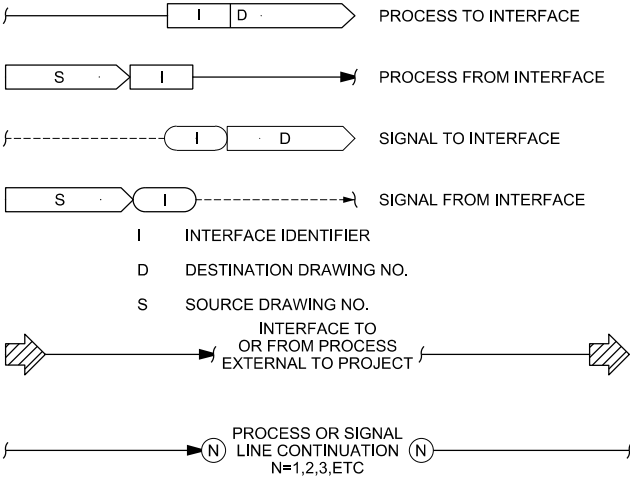 I D PROCESS TO INTERFACE
S I PROCESS FROM INTERFACE
I D SIGNAL TO INTERFACE
S I SIGNAL FROM INTERFACE
I INTERFACE IDENTIFIER
D DESTINATION DRAWING NO.
S SOURCE DRAWING NO.
INTERFACE TO
OR FROM PROCESS
EXTERNAL TO PROJECT
PROCESS OR SIGNAL
N LINE CONTINUATION N
N=1,2,3,ETC